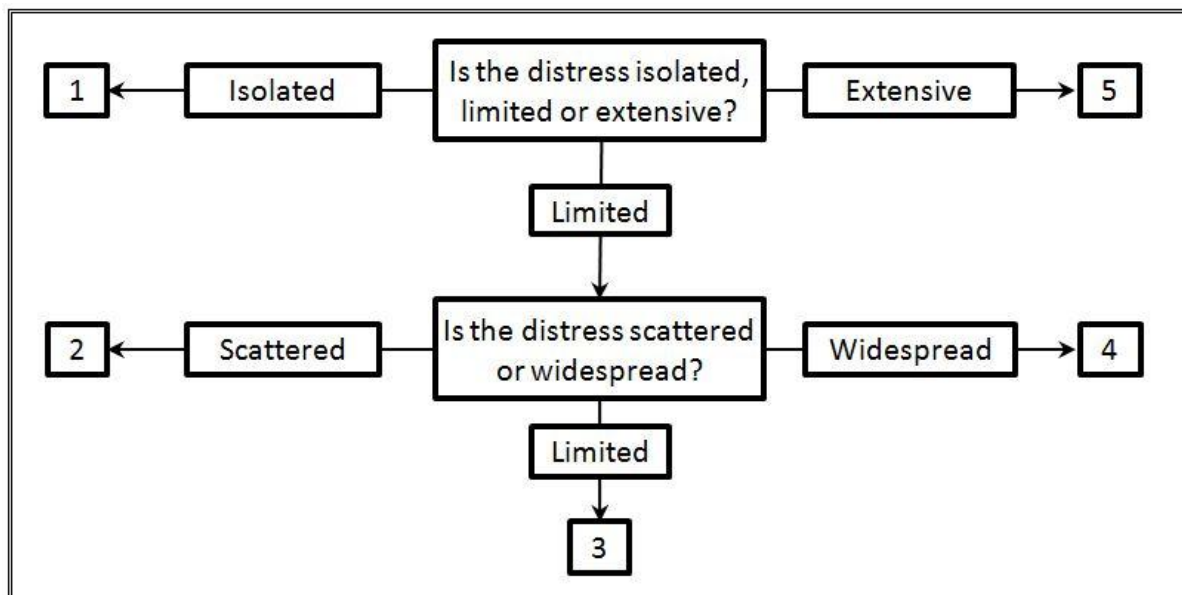 1
Isolated
Is the distress isolated,
limited or extensive?
Extensive
5
Limited
2
Scattered
Is the distress scattered
or widespread?
Widespread
4
Limited
3